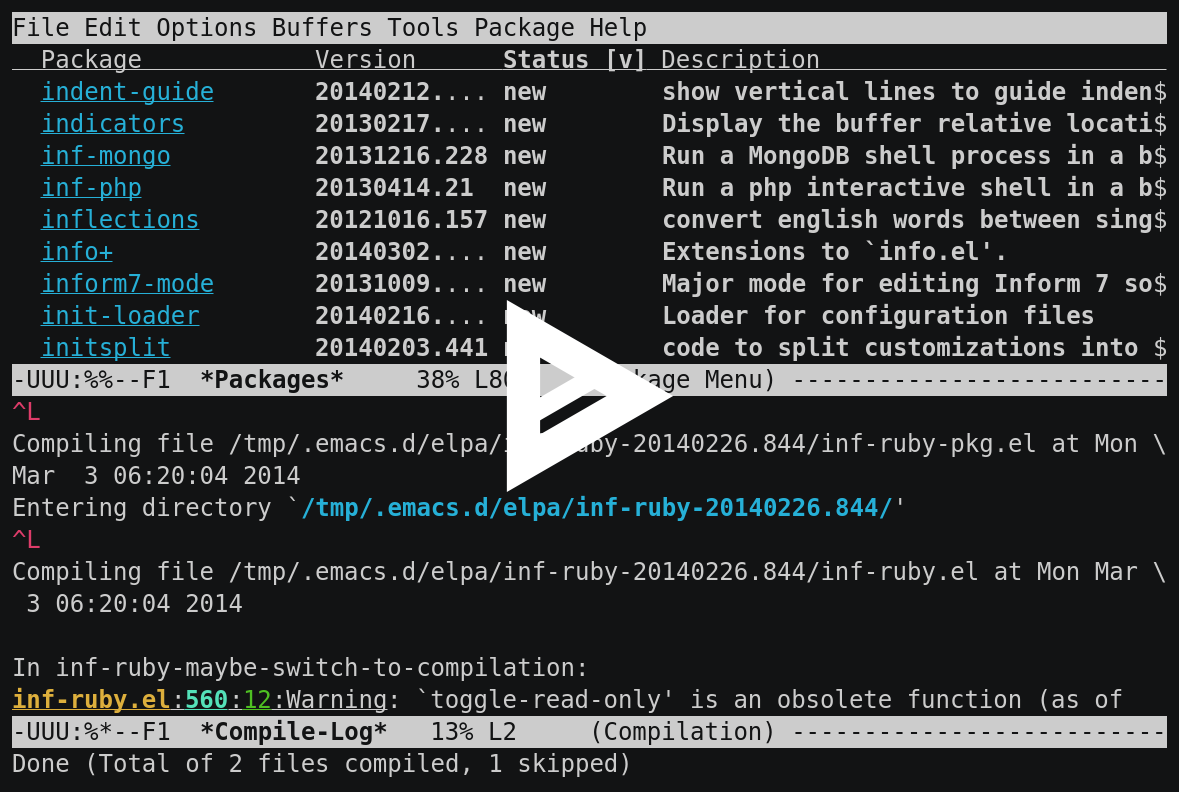 File Edit Options Buffers Tools Package Help
Package Version Status [v] Description
indent-guide 20140212.... new show vertical lines to guide inden$
indicators 20130217.... new Display the buffer relative locati$
inf-mongo 20131216.228 new Run a MongoDB shell process in a b$
inf-php 20130414.21 new Run a php interactive shell in a b$
inflections 20121016.157 new convert english words between sing$
info+ 20140302.... new Extensions to `info.el'.
inform7-mode 20131009.... new Major mode for editing Inform 7 so$
init-loader 20140216.... new Loader for configuration files
initsplit 20140203.441 code to split customizations into $
-UUU:%%--F1 *Packages* 38% Menu) --------------------------
^L
Compiling file /tmp/.emacs.d/elpa/inf-ruby-20140226.844/inf-ruby-pkg.el at Mon \
Mar 3 06:20:04 2014
Entering directory `/tmp/.emacs.d/elpa/inf-ruby-20140226.844/'
^L
Compiling file /tmp/.emacs.d/elpa/inf-ruby-20140226.844/inf-ruby.el at Mon Mar \
3 06:20:04 2014
In inf-ruby-maybe-switch-to-compilation:
inf-ruby.el:560:12:Warning: `toggle-read-only' is an obsolete function (as of
-UUU:%*--F1 *Compile-Log* 13% L2 (Compilation) --------------------------
Done (Total of 2 files compiled, 1 skipped)